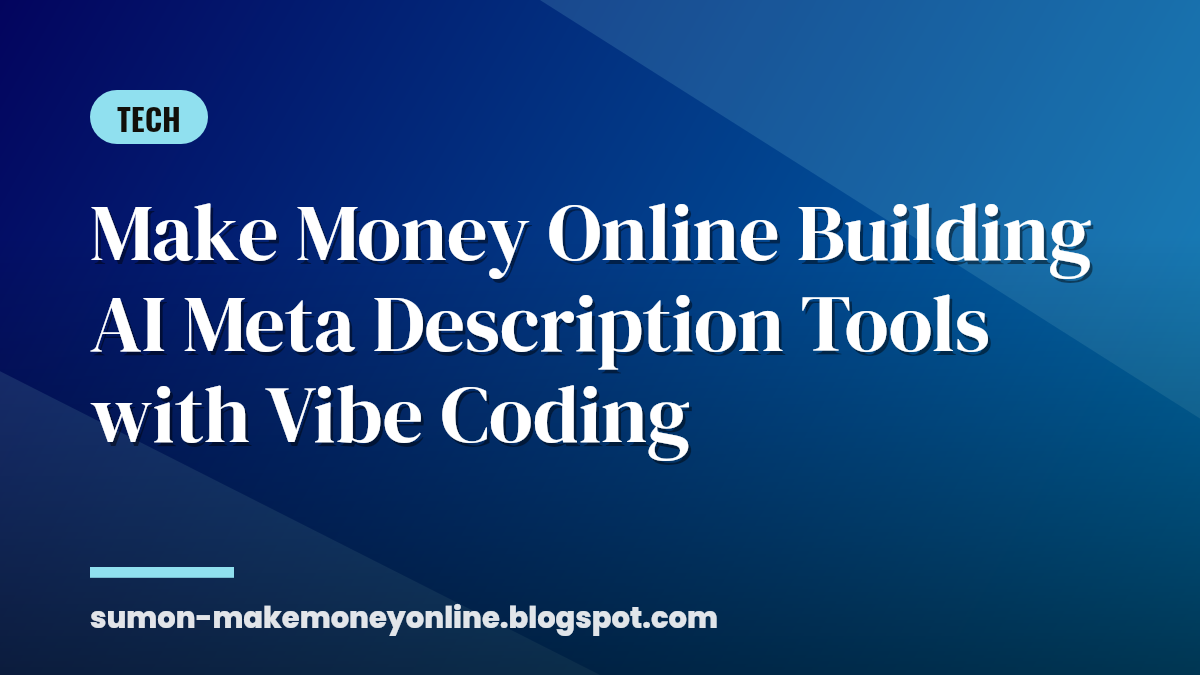 TECH
Make Money Online Building
AI Meta Description Tools
with Vibe Coding
sumon-makemoneyonline.blogspot.com